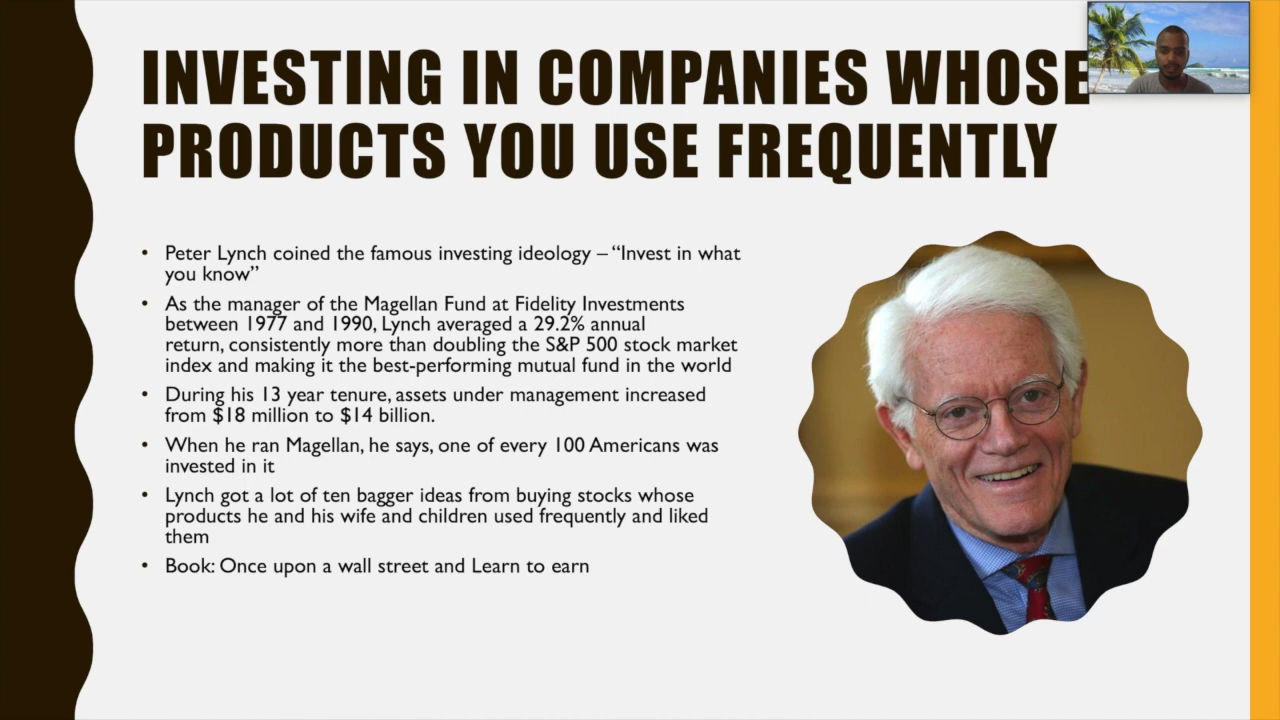 INVESTING IN COMPANIES WHOSE
PRODUCTS YOU USE FREQUENTLY
• Peter Lynch coined the famous investing ideology – “Invest in what
you know”
• As the manager of the Magellan Fund at Fidelity Investments
between 1977 and 1990, Lynch averaged a 29.2% annual
return, consistently more than doubling the S&P 500 stock market
index and making it the best-performing mutual fund in the world
• During his 13 year tenure, assets under management increased
from $18 million to $14 billion.
• When he ran Magellan, he says, one of every 100 Americans was
invested in it
• Lynch got a lot of ten bagger ideas from buying stocks whose
products he and his wife and children used frequently and liked
them
• Book: Once upon a wall street and Learn to earn